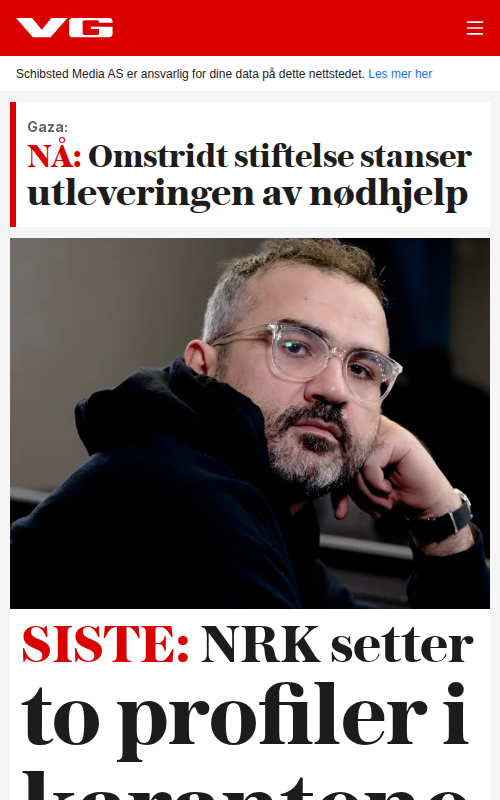 VG
Schibsted Media AS er ansvarlig for dine data på dette nettstedet. Les mer her
Gaza:
NÅ: Omstridt stiftelse stanser
utleveringen av nødhjelp
SISTE: NRK setter
to profiler i
karantene